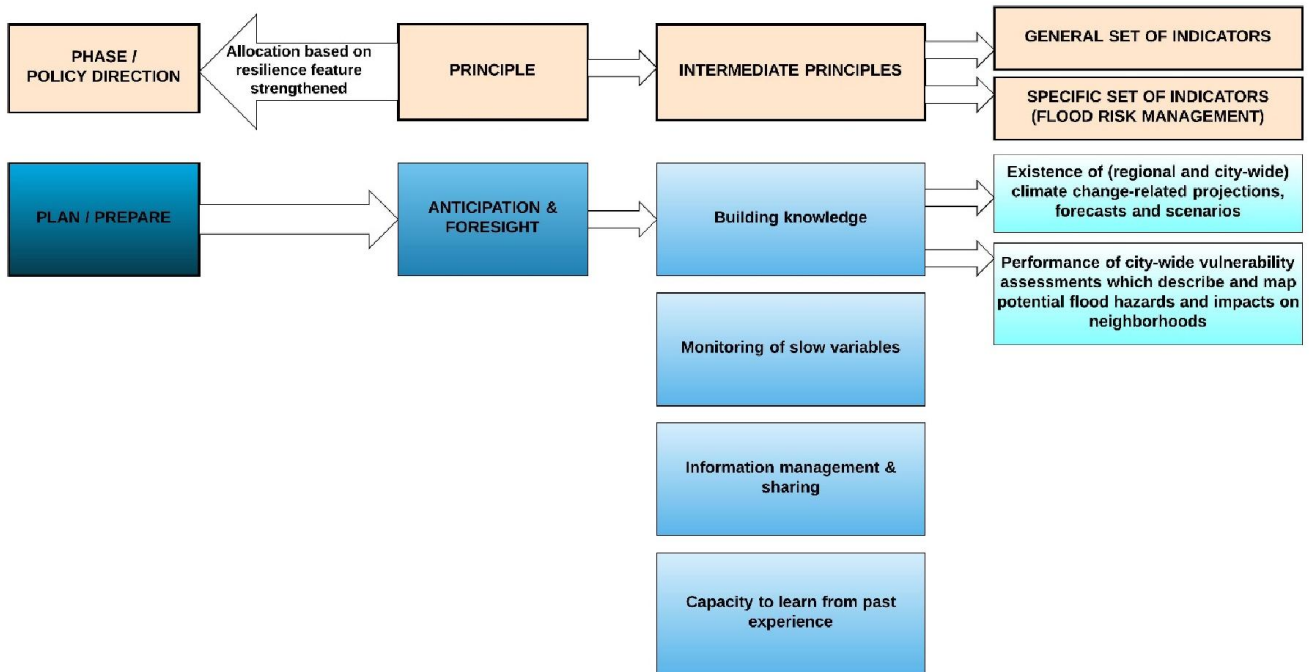 PHASE /
POLICY DIRECTION
Allocation based on
resilience feature
strengthened
PRINCIPLE
INTERMEDIATE PRINCIPLES
GENERAL SET OF INDICATORS
SPECIFIC SET OF INDICATORS
(FLOOD RISK MANAGEMENT)
PLAN / PREPARE
ANTICIPATION &
FORESIGHT
Building knowledge
Existence of (regional and city-wide)
climate change-related projections,
forecasts and scenarios
Performance of city-wide vulnerability
assessments which describe and map
potential flood hazards and impacts on
neighborhoods
Monitoring of slow variables
Information management &
sharing
Capacity to learn from past
experience